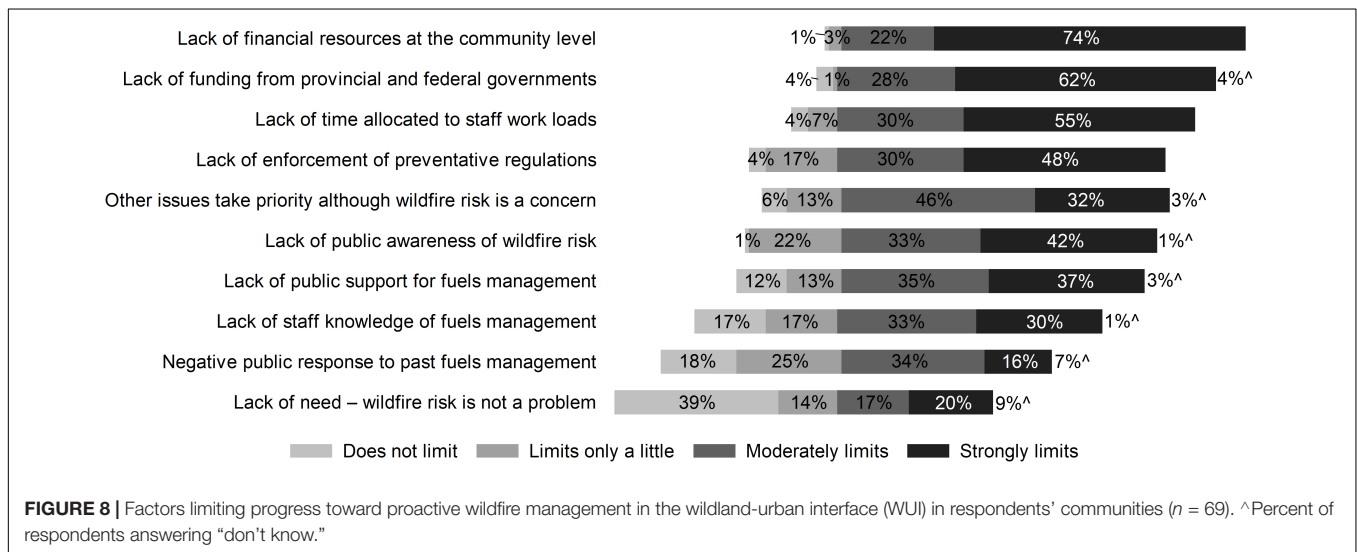 Lack of financial resources at the community level 1% 3% 22% 74%
Lack of funding from provincial and federal governments 4% 1% 28% 62% 4%^
Lack of time allocated to staff work loads 4% 7% 30% 55%
Lack of enforcement of preventative regulations 4% 17% 30% 48%
Other issues take priority although wildfire risk is a concern 6% 13% 46% 32% 3%^
Lack of public awareness of wildfire risk 1% 22% 33% 42% 1%^
Lack of public support for fuels management 12% 13% 35% 37% 3%^
Lack of staff knowledge of fuels management 17% 17% 33% 30% 1%^
Negative public response to past fuels management 18% 25% 34% 16% 7%^
Lack of need – wildfire risk is not a problem 39% 14% 17% 20% 9%^
Does not limit Limits only a little Moderately limits Strongly limits
FIGURE 8 | Factors limiting progress toward proactive wildfire management in the wildland-urban interface (WUI) in respondents’ communities (n = 69). ^Percent of
respondents answering “don’t know.”